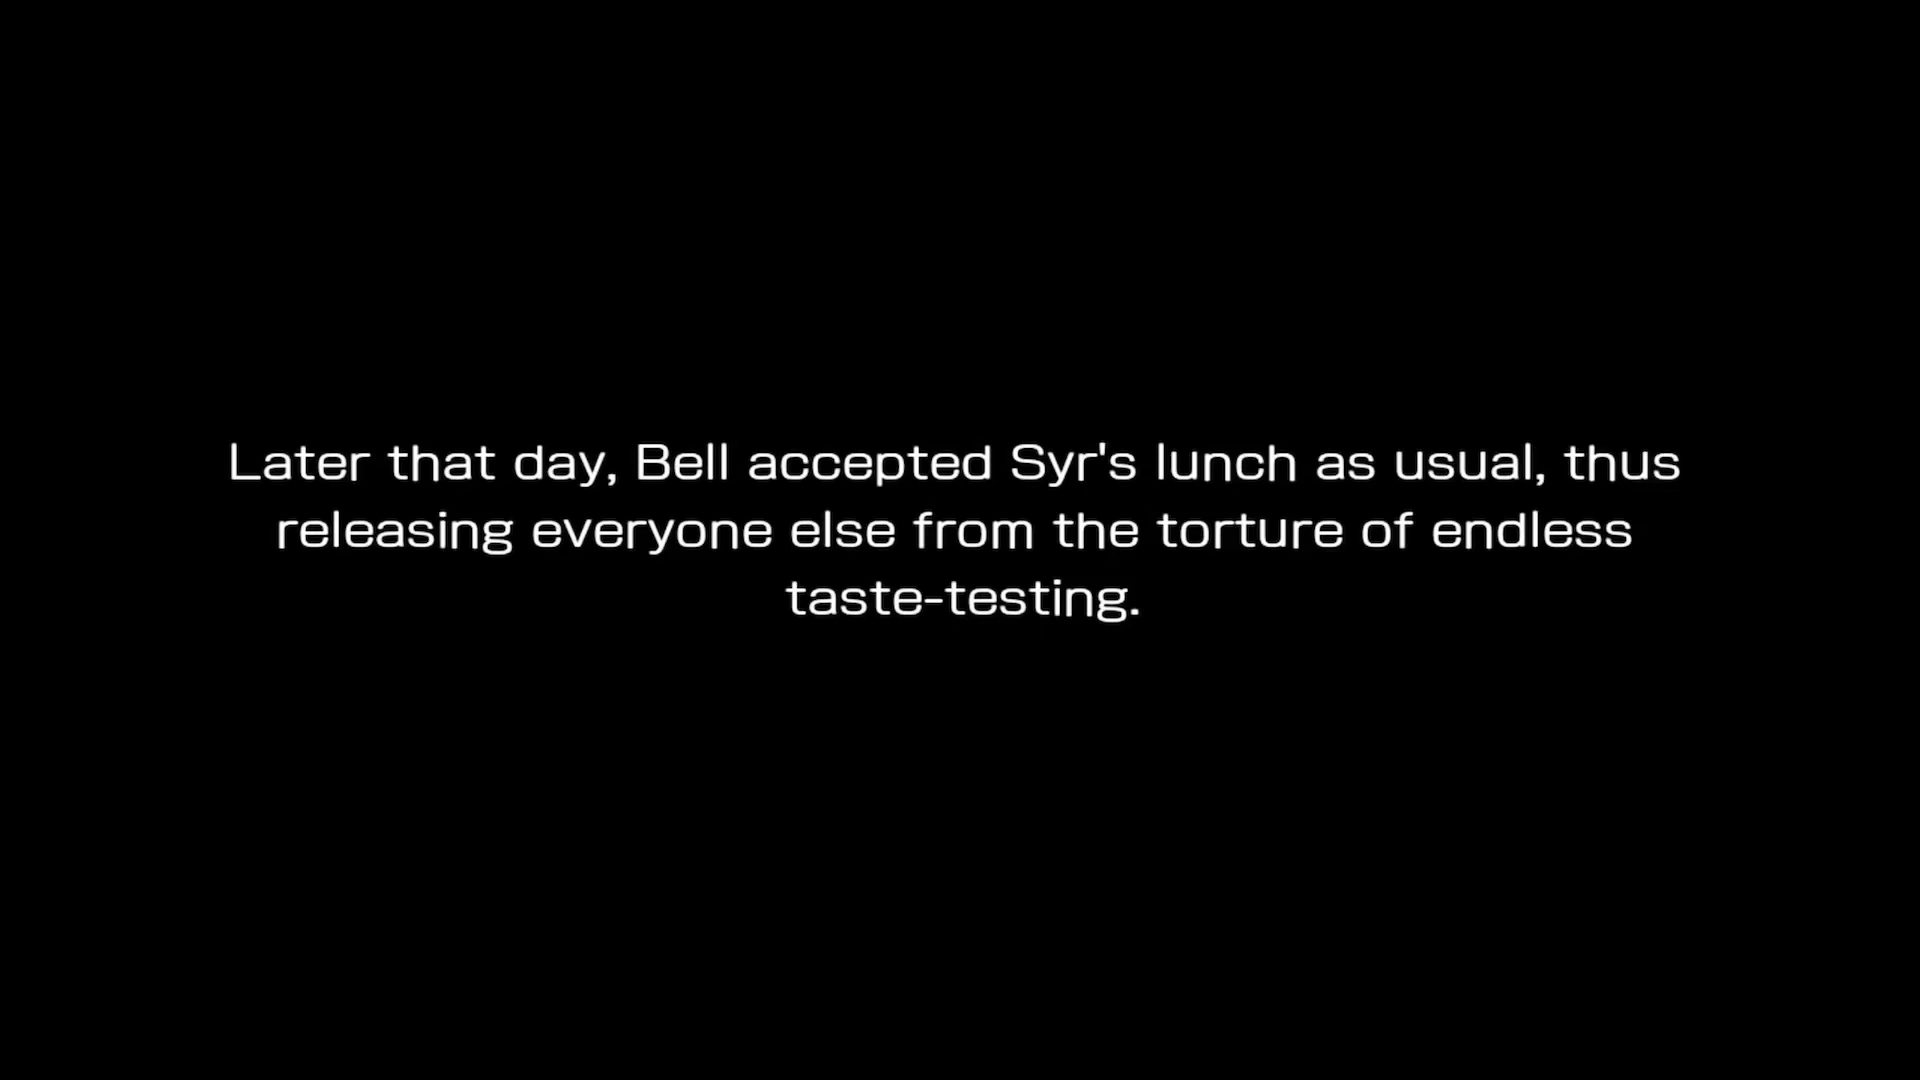 Later that day, Bell accepted Syr's lunch as usual, thus
releasing everyone else from the torture of endless
taste-testing.